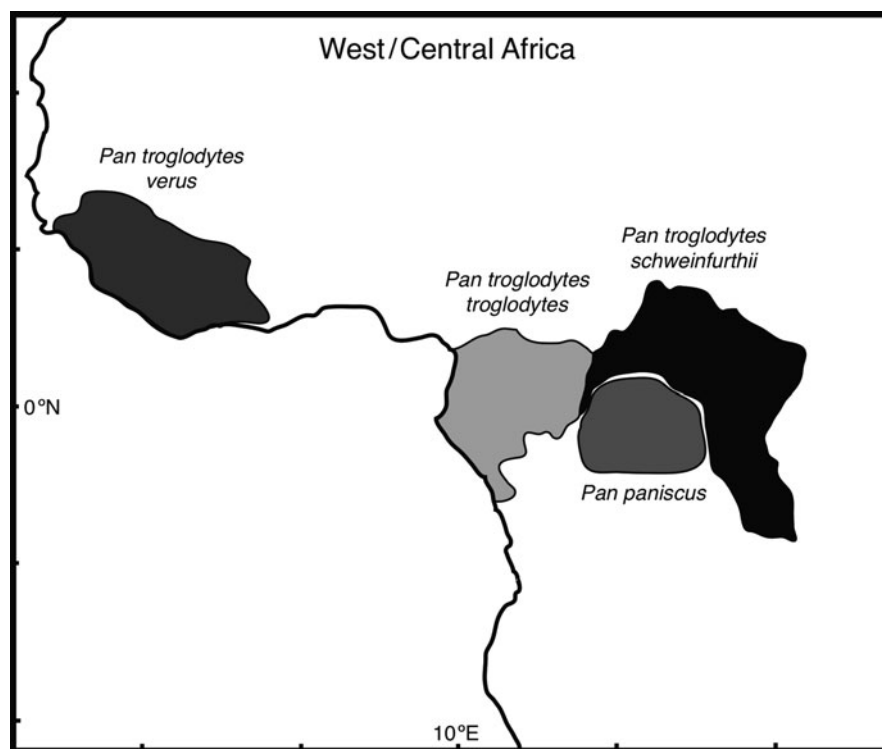 West/Central Africa
Pan troglodytes
verus
Pan troglodytes
schweinfurthii
Pan troglodytes
troglodytes
0°N
Pan paniscus
10°E